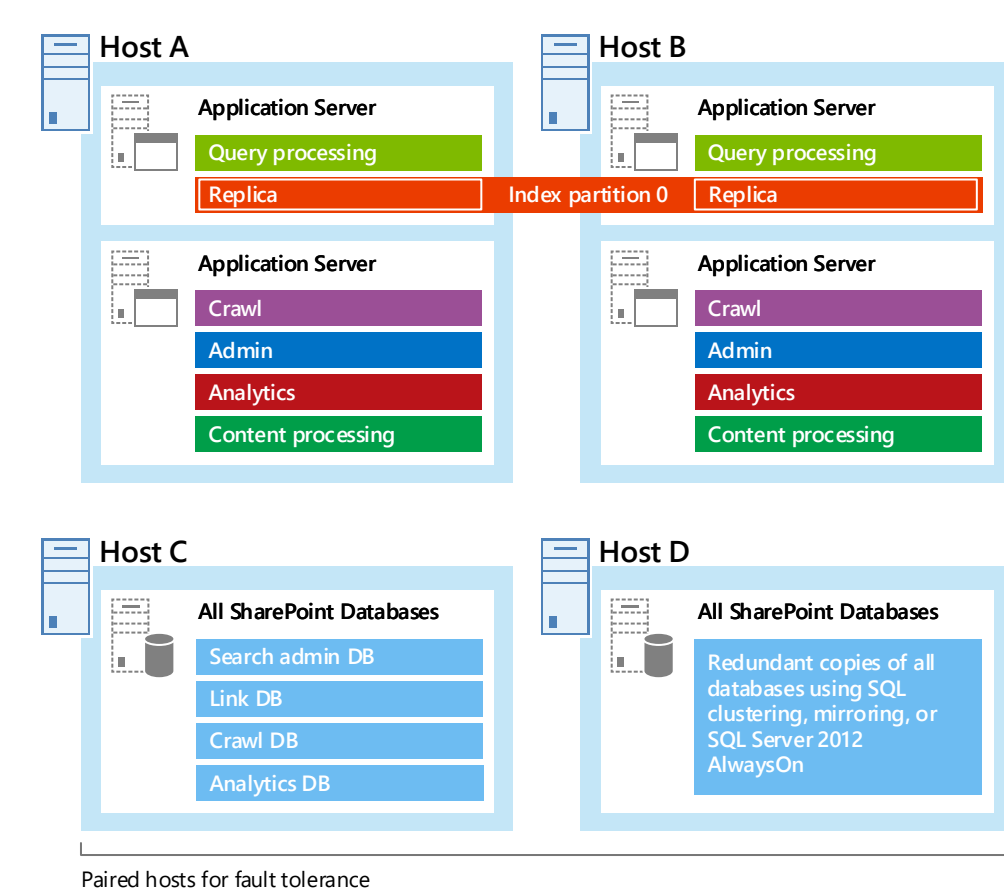 Host A
Application Server
Query processing
Replica
Index partition 0
Application Server
Crawl
Admin
Analytics
Content processing
Host B
Application Server
Query processing
Replica
Application Server
Crawl
Admin
Analytics
Content processing
Host C
All SharePoint Databases
Search admin DB
Link DB
Crawl DB
Analytics DB
Host D
All SharePoint Databases
Redundant copies of all
databases using SQL
clustering, mirroring, or
SQL Server 2012
AlwaysOn
Paired hosts for fault tolerance